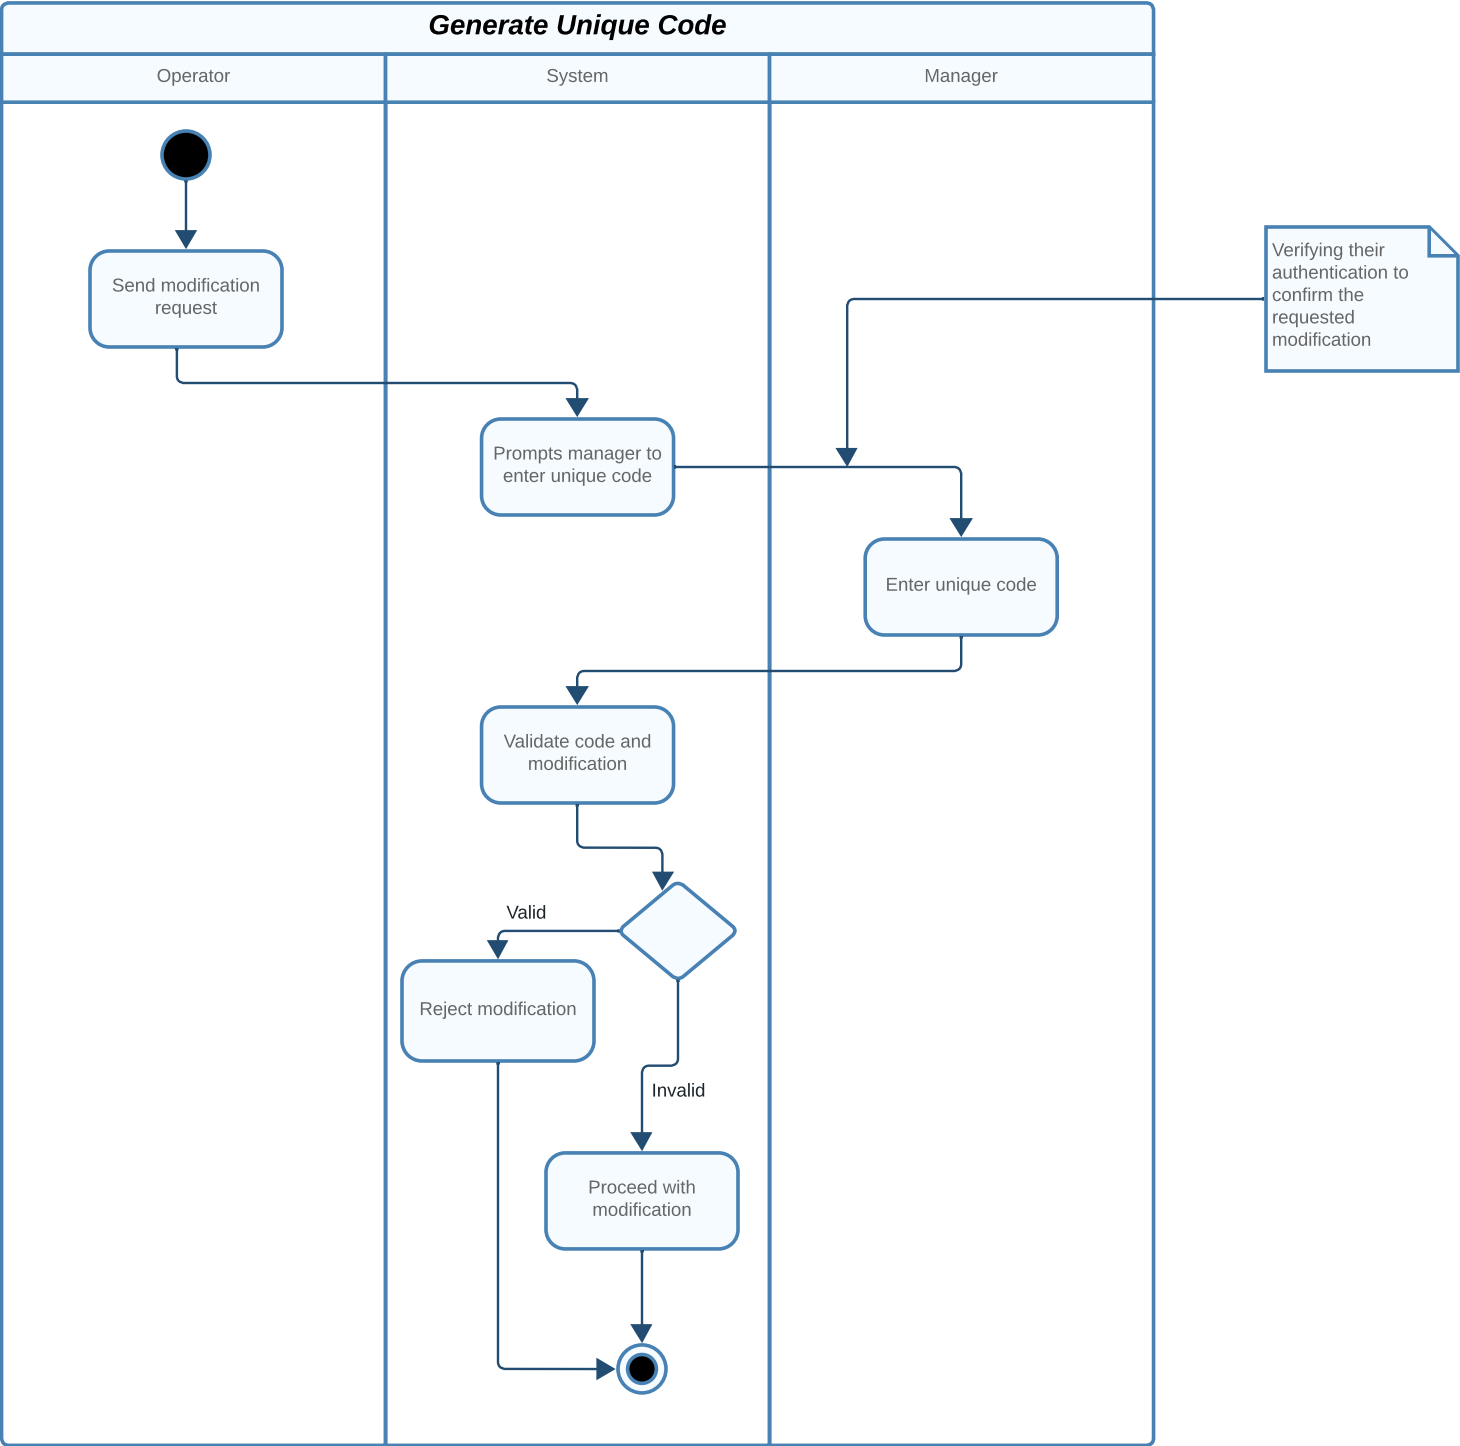 Generate Unique Code
Operator
System
Manager
Send modification
request
Verifying their
authentication to
confirm the
requested
modification
Prompts manager to
enter unique code
Enter unique code
Validate code and
modification
Valid
Reject modification
Invalid
Proceed with
modification